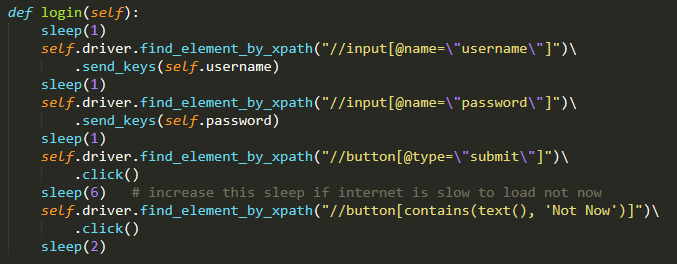 def login(self):
    sleep(1)
    self.driver.find_element_by_xpath("//input[@name=\"username\"]")\
        .send_keys(self.username)
    sleep(1)
    self.driver.find_element_by_xpath("//input[@name=\"password\"]")\
        .send_keys(self.password)
    sleep(1)
    self.driver.find_element_by_xpath("//button[@type=\"submit\"]")\
        .click()
    sleep(6)   # increase this sleep if internet is slow to load not now
    self.driver.find_element_by_xpath("//button[contains(text(), 'Not Now')]")\
        .click()
    sleep(2)